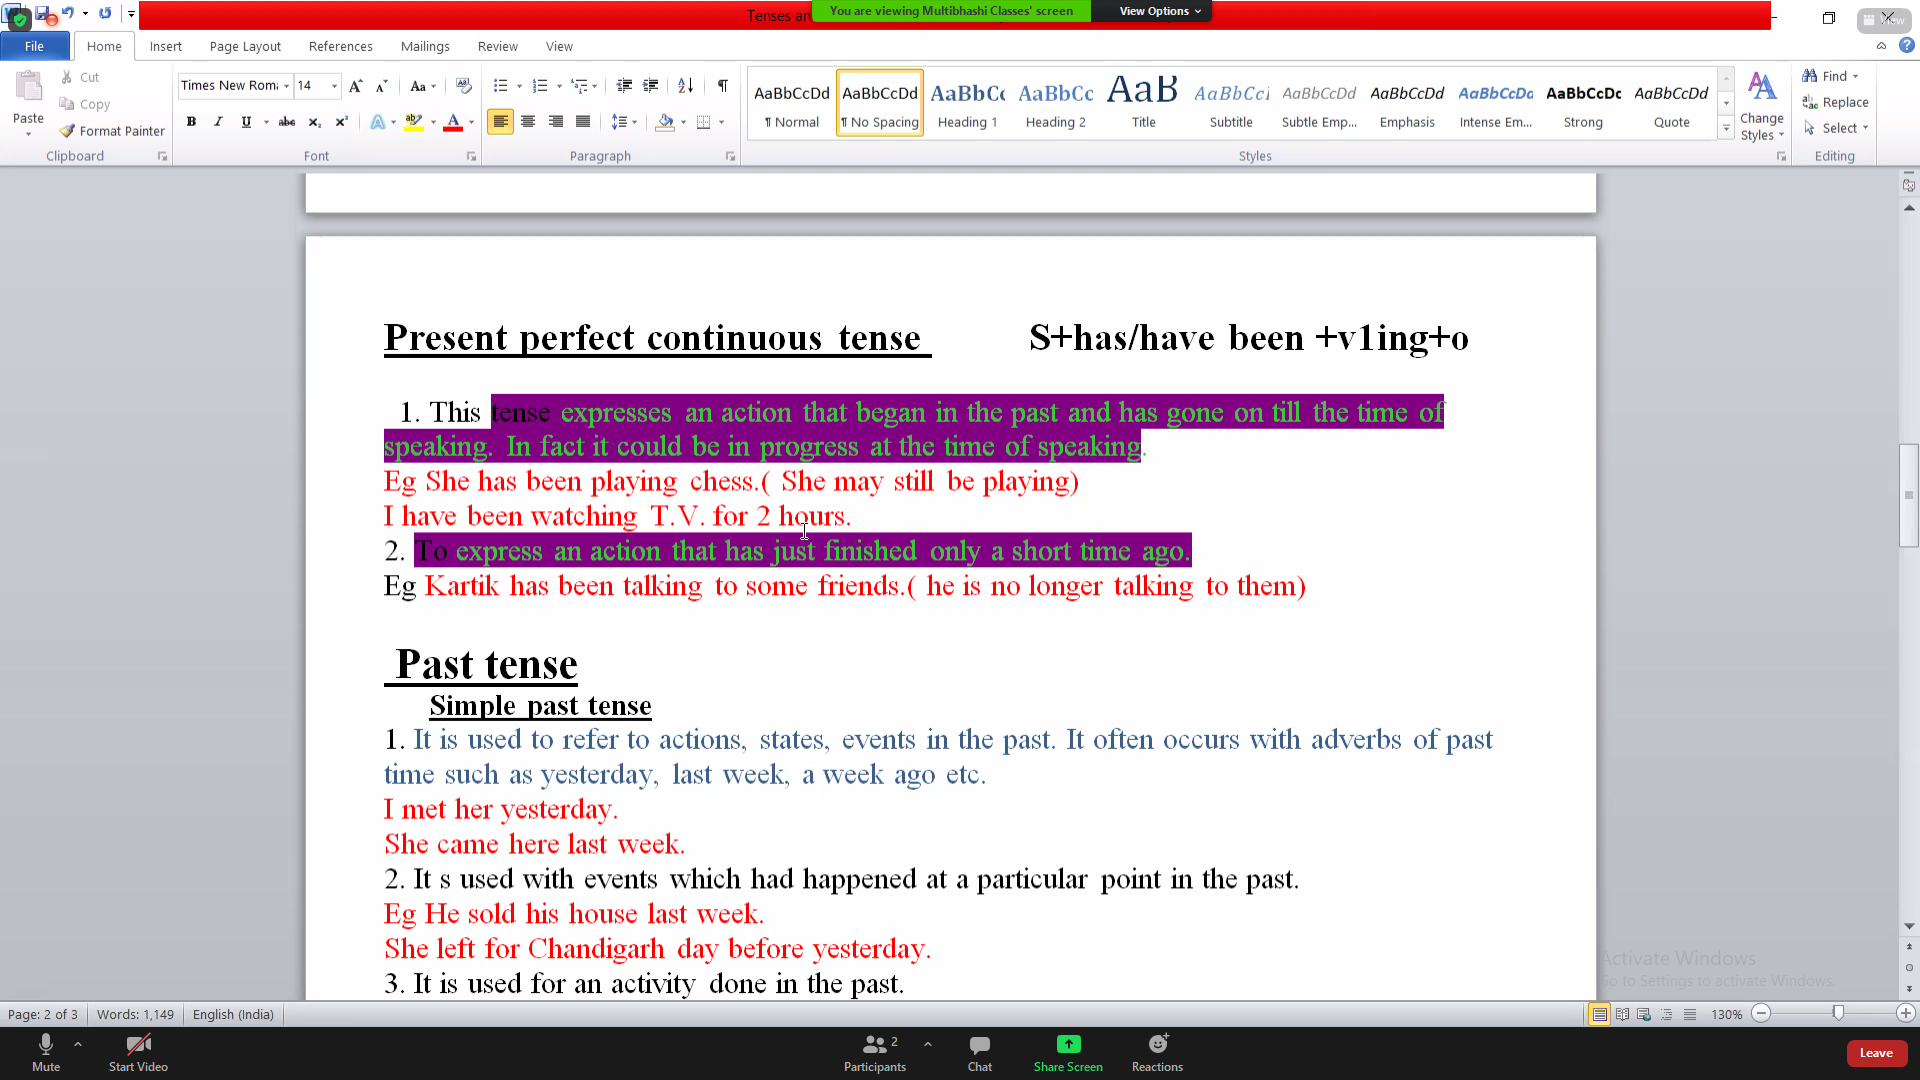 Tenses an
You are viewing Multibhashi Classes' screen
View Options
View
File Home Insert Page Layout References Mailings Review View
Paste
Cut
Copy
Format Painter
Clipboard
Times New Roma 14
Font
Paragraph
AaBbCcDd AaBbCcDd AaBbCc AaBbCc AaB AaBbCcI AaBbCcDd AaBbCcDd AaBbCcDd AaBbCcDc AaBbCcDd
¶ Normal ¶ No Spacing Heading 1 Heading 2 Title Subtitle Subtle Emp... Emphasis Intense Em... Strong Quote
Styles
Change Styles
Find
Replace
Select
Editing
Present perfect continuous tense S+has/have been +v1ing+o
1. This tense expresses an action that began in the past and has gone on till the time of
speaking. In fact it could be in progress at the time of speaking.
Eg She has been playing chess.( She may still be playing)
I have been watching T.V. for 2 hours.
2. To express an action that has just finished only a short time ago.
Eg Kartik has been talking to some friends.( he is no longer talking to them)
Past tense
Simple past tense
1. It is used to refer to actions, states, events in the past. It often occurs with adverbs of past
time such as yesterday, last week, a week ago etc.
I met her yesterday.
She came here last week.
2. It s used with events which had happened at a particular point in the past.
Eg He sold his house last week.
She left for Chandigarh day before yesterday.
3. It is used for an activity done in the past.
Activate Windows
Go to Settings to activate Windows.
Page: 2 of 3 Words: 1,149 English (India) 130%
Mute Start Video Participants 2 Chat Share Screen Reactions Leave